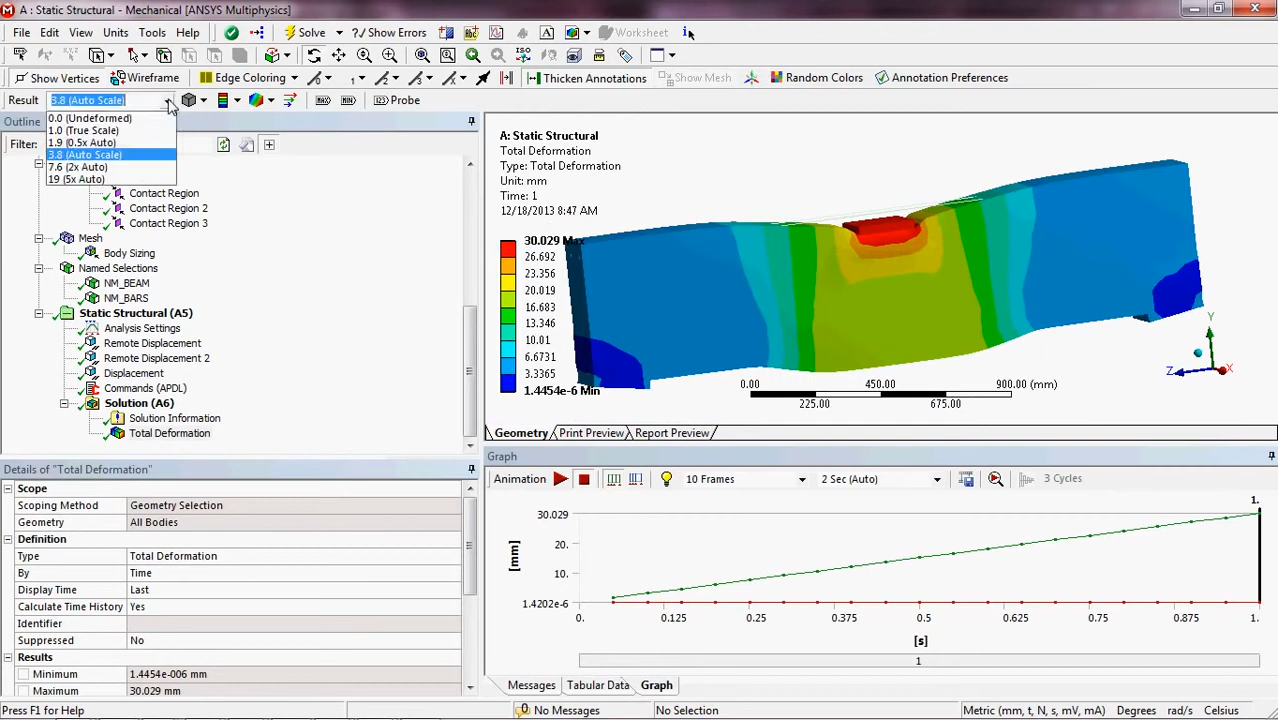 A : Static Structural - Mechanical [ANSYS Multiphysics]
File Edit View Units Tools Help Solve Show Errors Worksheet
Show Vertices Wireframe Edge Coloring Thicken Annotations Show Mesh Random Colors Annotation Preferences
Result 3.8 (Auto Scale) MAX MIN Probe
0.0 (Undeformed)
1.0 (True Scale)
1.9 (0.5x Auto)
3.8 (Auto Scale)
7.6 (2x Auto)
19 (5x Auto)
Outline
Filter:
Contact Region
Contact Region 2
Contact Region 3
Mesh
Body Sizing
Named Selections
NM_BEAM
NM_BARS
Static Structural (A5)
Analysis Settings
Remote Displacement
Remote Displacement 2
Displacement
Commands (APDL)
Solution (A6)
Solution Information
Total Deformation
Details of "Total Deformation"
Scope
Scoping Method Geometry Selection
Geometry All Bodies
Definition
Type Total Deformation
By Time
Display Time Last
Calculate Time History Yes
Identifier
Suppressed No
Results
Minimum 1.4454e-006 mm
Maximum 30.029 mm
A: Static Structural
Total Deformation
Type: Total Deformation
Unit: mm
Time: 1
12/18/2013 8:47 AM
30.029 Max
26.692
23.356
20.019
16.683
13.346
10.01
6.6731
3.3365
1.4454e-6 Min
0.00 450.00 900.00 (mm)
225.00 675.00
Y
Z X
Geometry Print Preview Report Preview
Graph
Animation 10 Frames 2 Sec (Auto) 3 Cycles
1.
30.029
20.
10.
1.4202e-6
[mm]
0. 0.125 0.25 0.375 0.5 0.625 0.75 0.875 1.
[s]
1
Messages Tabular Data Graph
Press F1 for Help 0 No Messages No Selection Metric (mm, t, N, s, mV, mA) Degrees rad/s Celsius